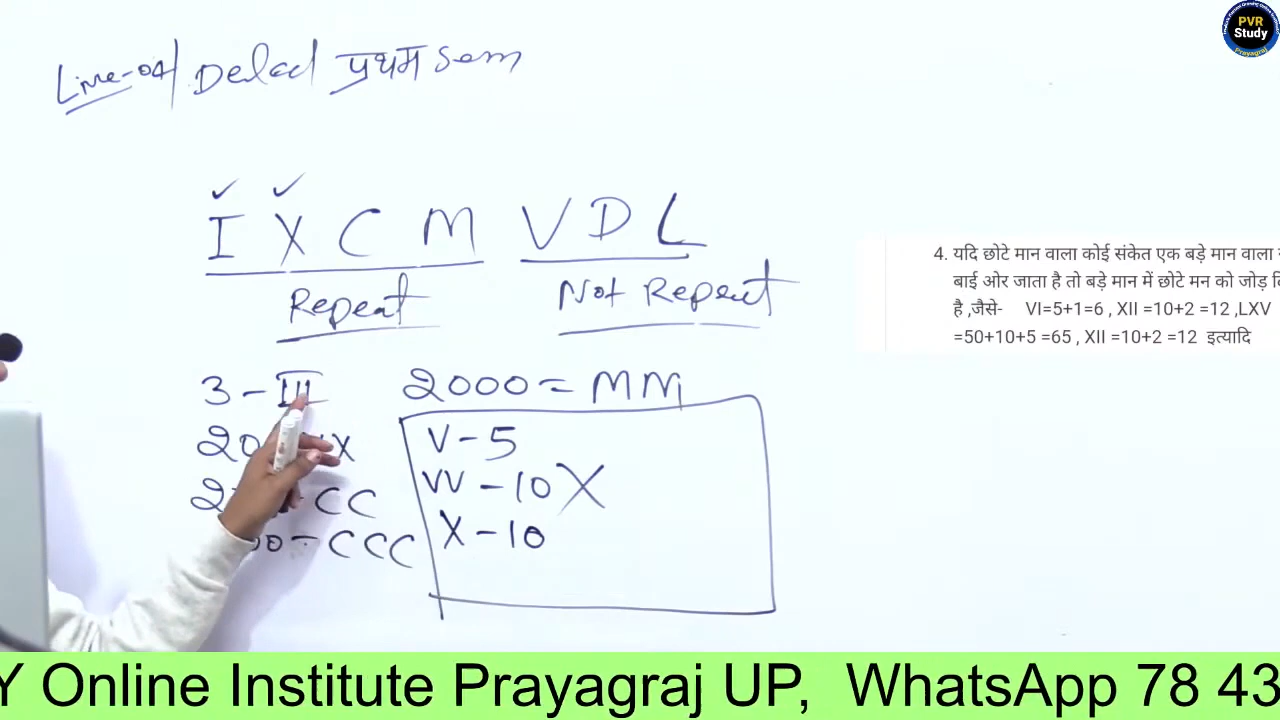 Live-04/ Deled प्रथम Sem
I X C M V D L
Repeat Not Repeat
3 - III 2000 = MM
V - 5
VV - 10 X
CC X - 10
- CCC
4. यदि छोटे मान वाला कोई संकेत एक बड़े मान वाला
बाई ओर जाता है तो बड़े मान में छोटे मन को जोड़
है ,जैसे- VI=5+1=6 , XII =10+2 =12 ,LXV
=50+10+5 =65 , XII =10+2 =12 इत्यादि
PVR
Study
Prayagraj
Y Online Institute Prayagraj UP, WhatsApp 78 43